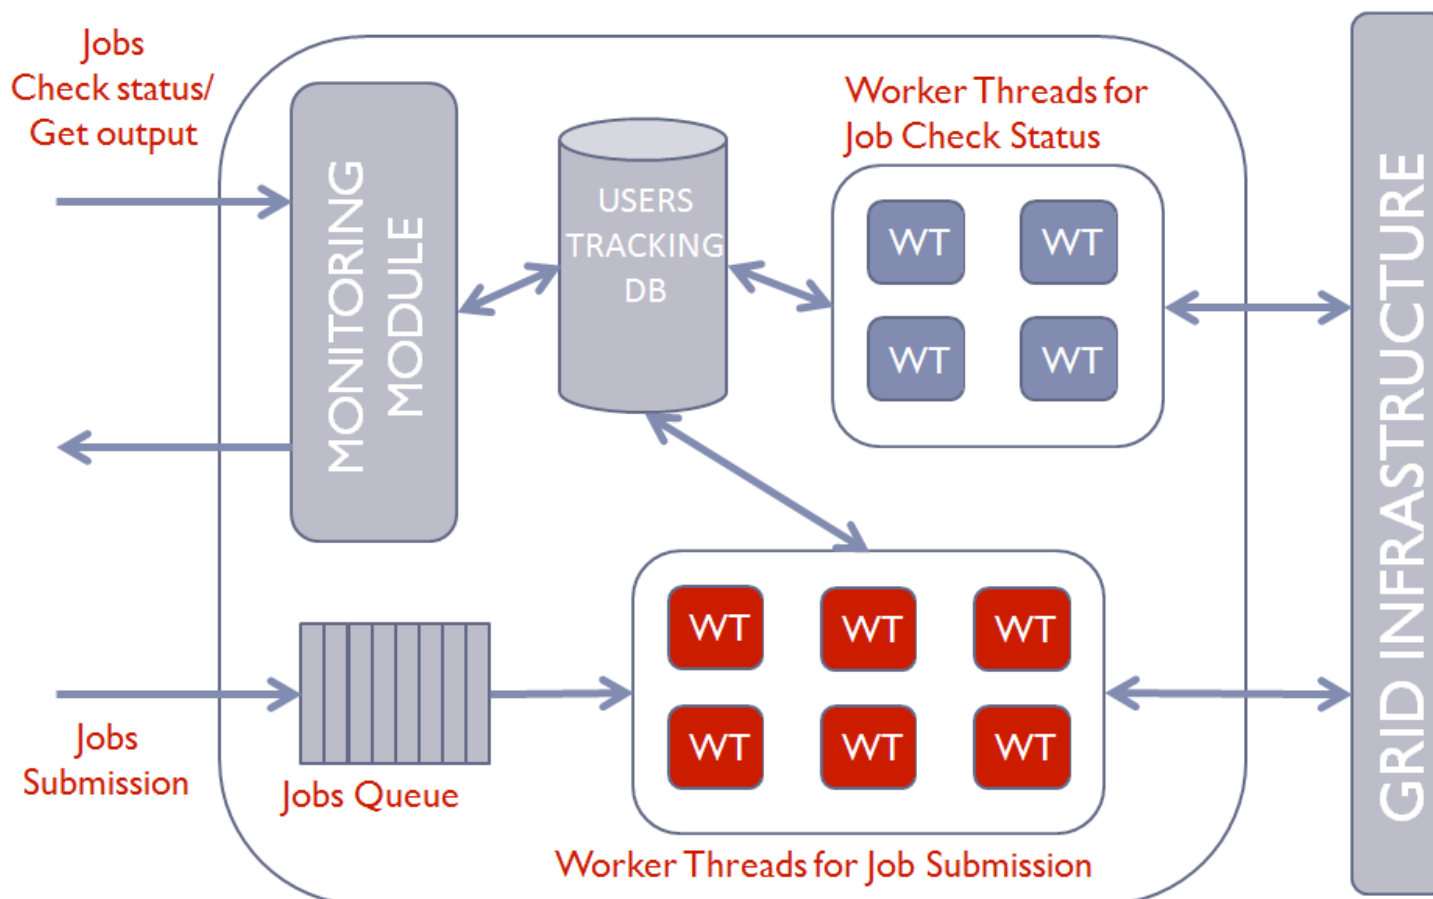 Jobs
Check status/
Get output
MONITORING
MODULE
USERS
TRACKING
DB
Worker Threads for
Job Check Status
WT
WT
WT
WT
GRID INFRASTRUCTURE
Jobs
Submission
Jobs Queue
WT
WT
WT
WT
WT
WT
Worker Threads for Job Submission